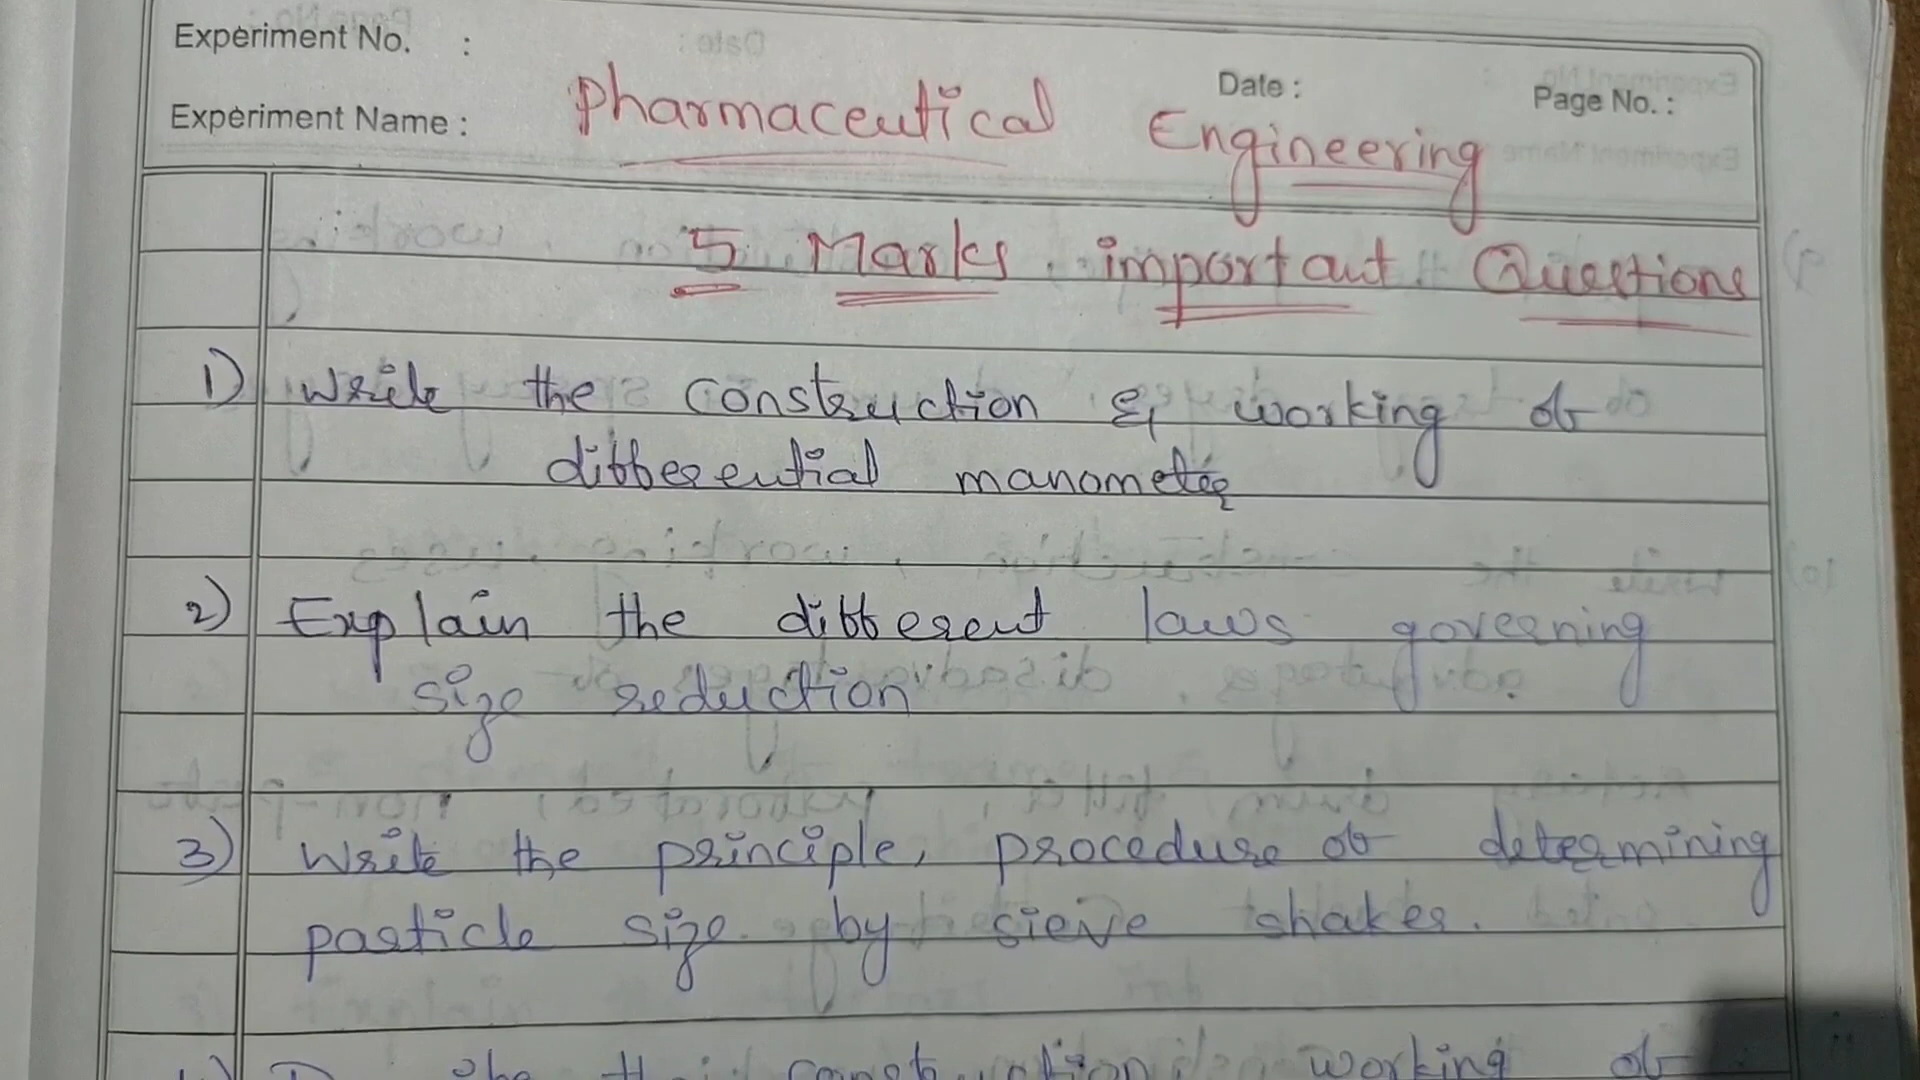 Experiment No. :
Date :
Page No. :
Experiment Name : Pharmaceutical Engineering
5 Marks important Questions
1) Write the construction & working of
differential manometer
2) Explain the different laws governing
size reduction
3) Write the principle, procedure of determining
particle size by sieve shaker.
working of